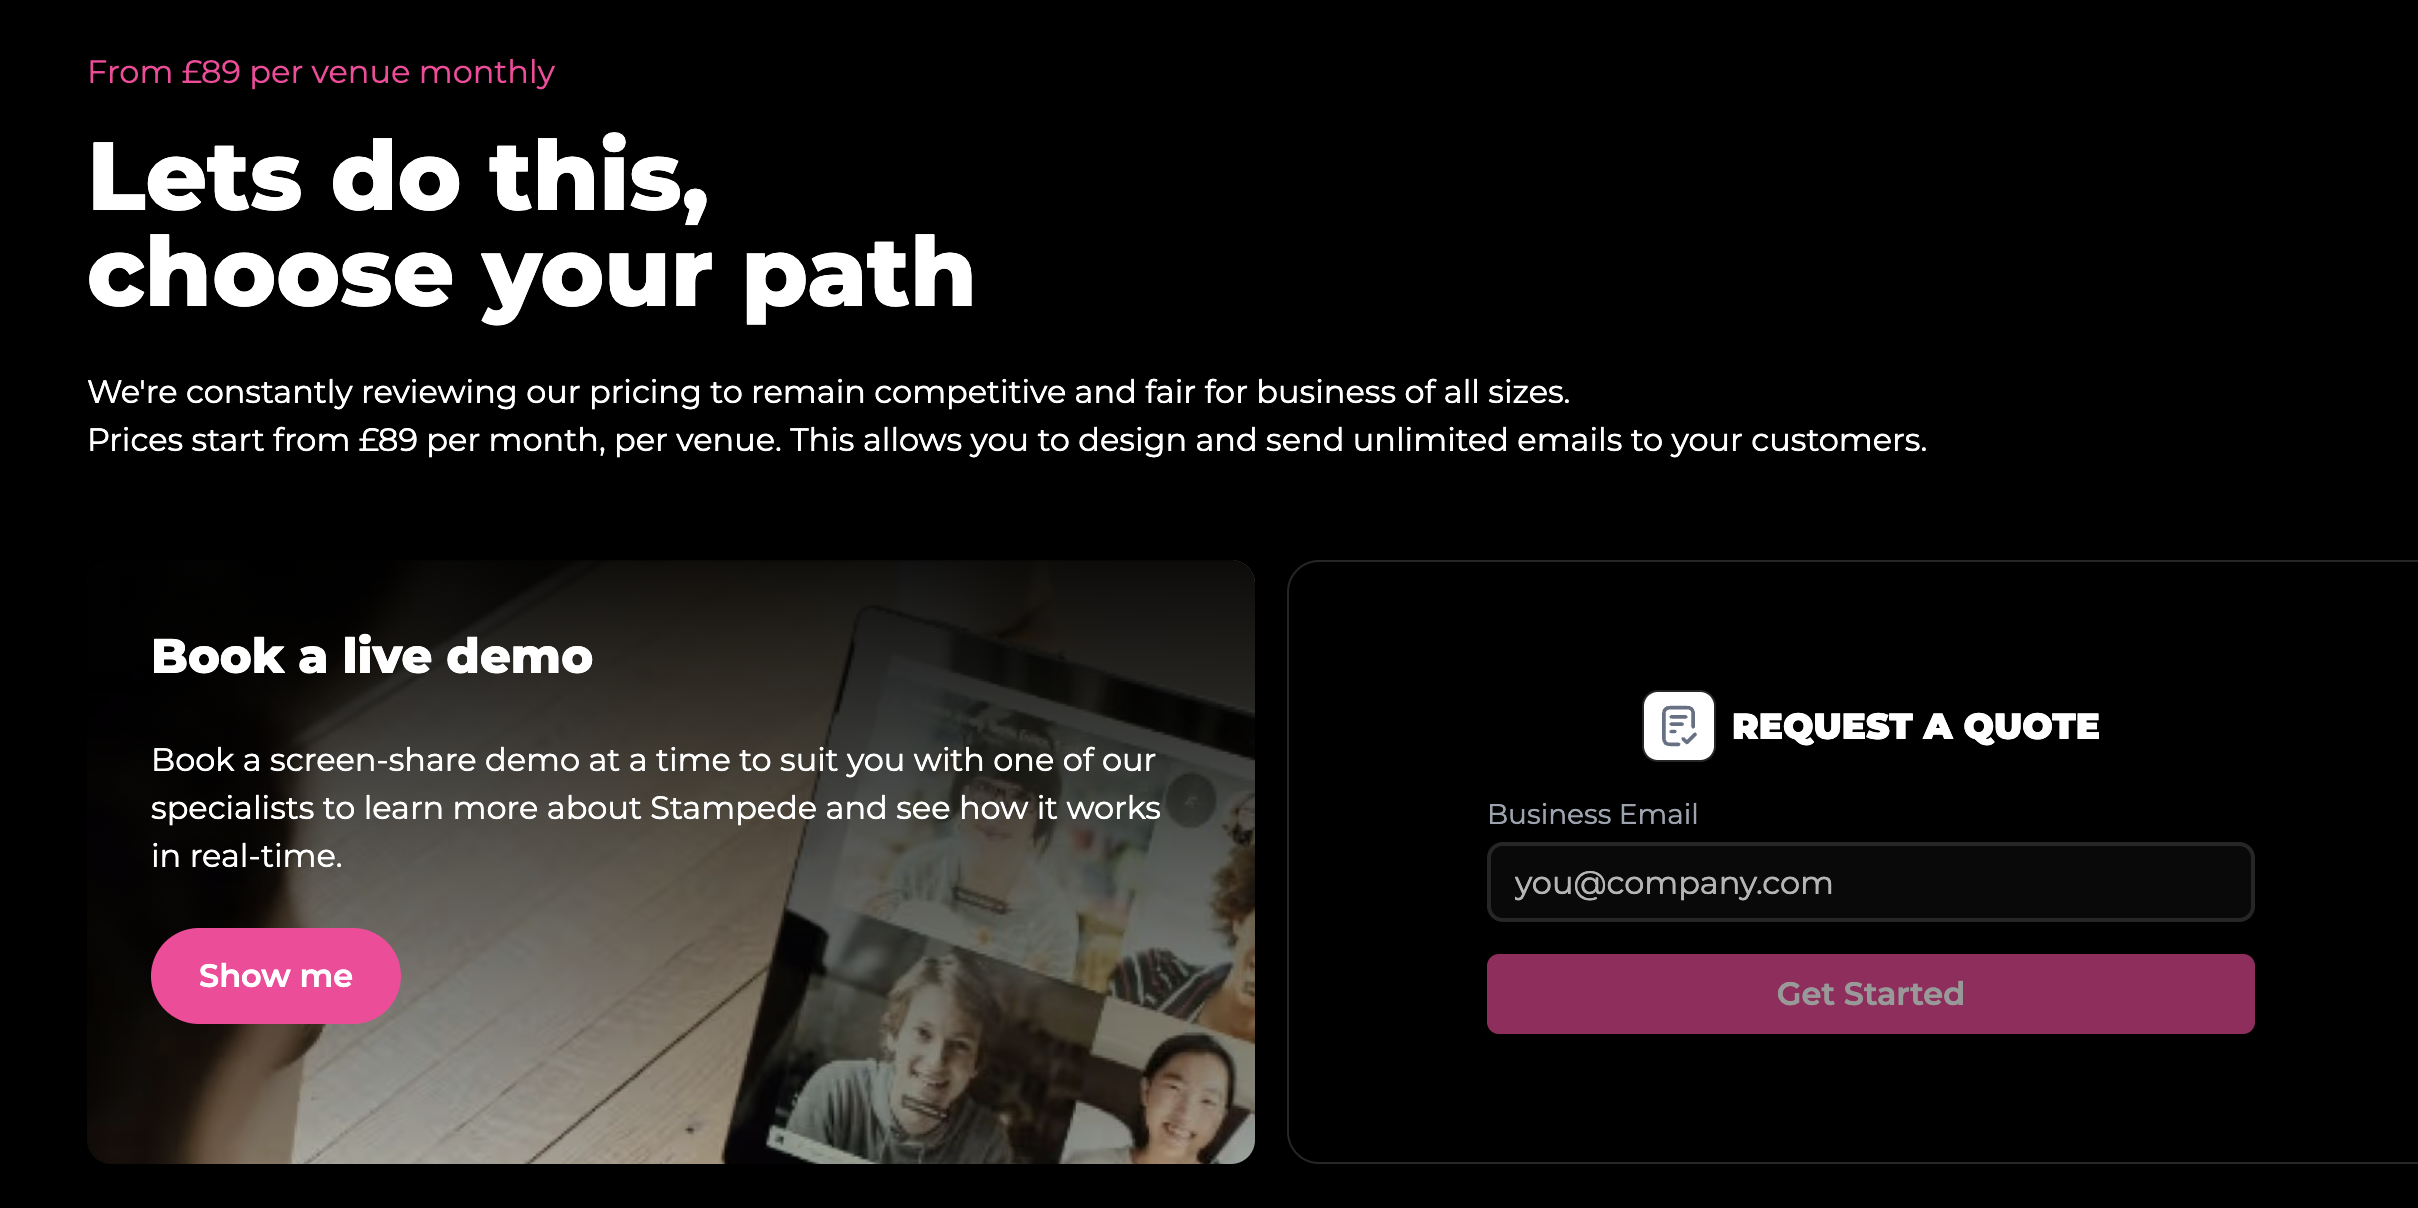 From £89 per venue monthly
Lets do this,
choose your path
We're constantly reviewing our pricing to remain competitive and fair for business of all sizes.
Prices start from £89 per month, per venue. This allows you to design and send unlimited emails to your customers.
Book a live demo
Book a screen-share demo at a time to suit you with one of our
specialists to learn more about Stampede and see how it works
in real-time.
Show me
REQUEST A QUOTE
Business Email
you@company.com
Get Started